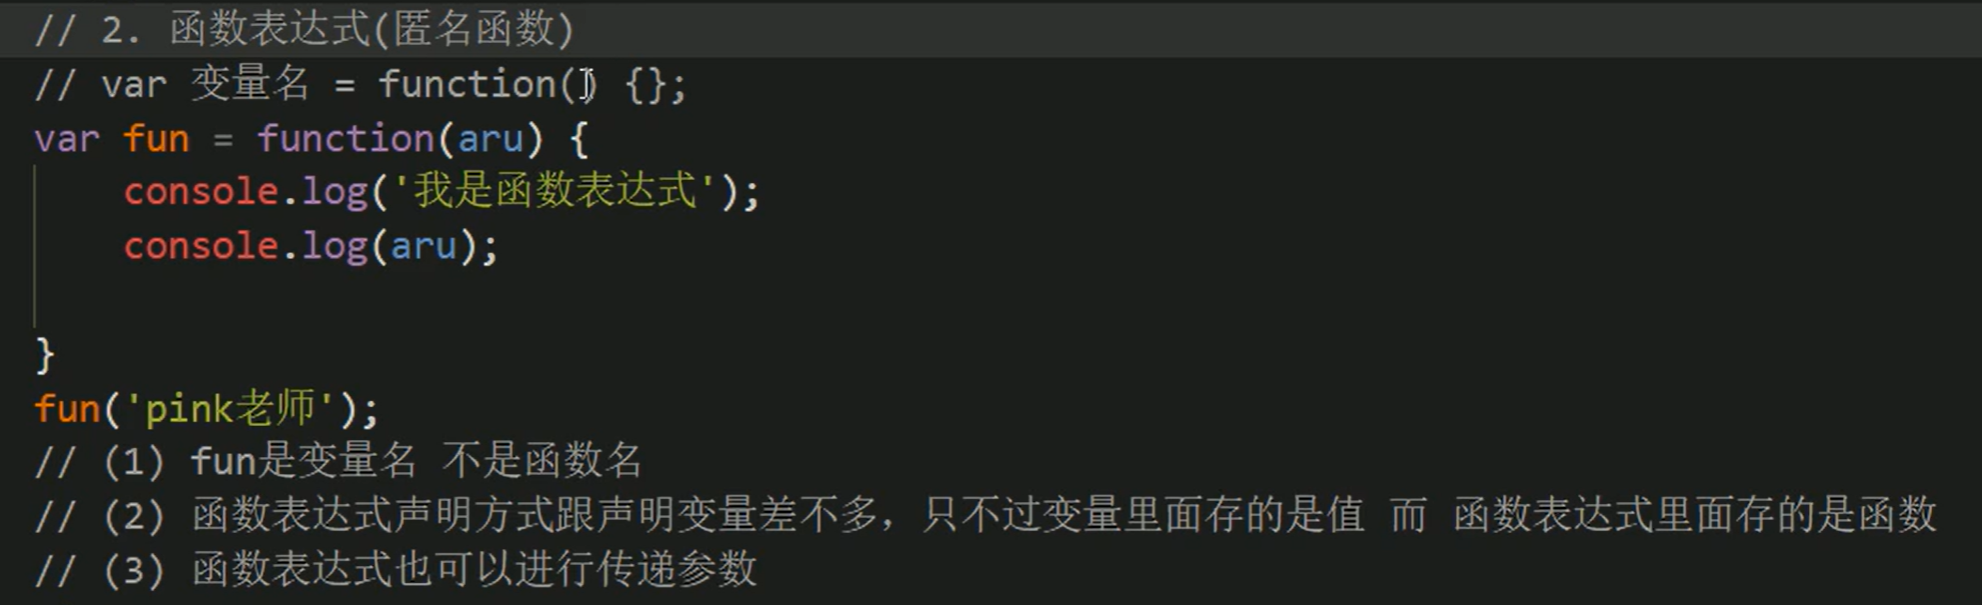 // 2. 函数表达式(匿名函数)
// var 变量名 = function() {};
var fun = function(aru) {
console.log('我是函数表达式');
console.log(aru);
}
fun('pink老师');
// (1) fun是变量名 不是函数名
// (2) 函数表达式声明方式跟声明变量差不多，只不过变量里面存的是值 而 函数表达式里面存的是函数
// (3) 函数表达式也可以进行传递参数